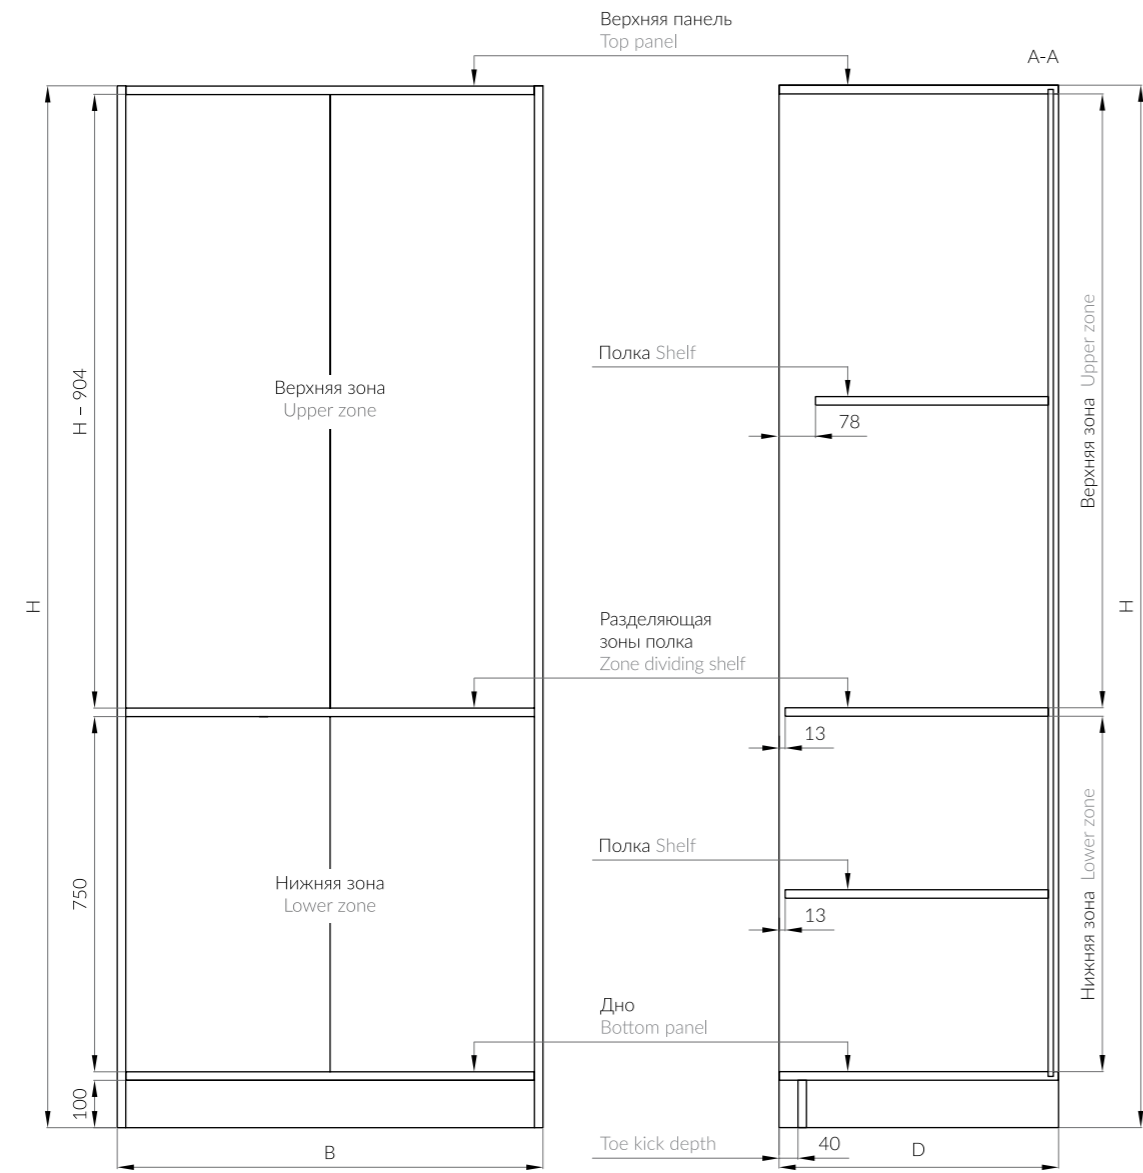 Верхняя панель
Top panel
A-A
H – 904
Верхняя зона
Upper zone
Полка Shelf
78
Верхняя зона Upper zone
H
H
Разделяющая
зоны полка
Zone dividing shelf
13
750
Нижняя зона
Lower zone
Полка Shelf
13
Нижняя зона Lower zone
Дно
Bottom panel
100
B
Toe kick depth
40
D